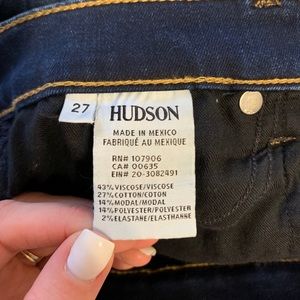 27
HUDSON
MADE IN MEXICO
FABRIQUÉ AU MEXIQUE
RN# 107906
CA# 00635
EIN# 20-3082491
43% VISCOSE/VISCOSE
27% COTTON/COTON
14% MODAL/MODAL
14% POLYESTER/POLYESTER
2% ELASTANE/ELASTHANNE